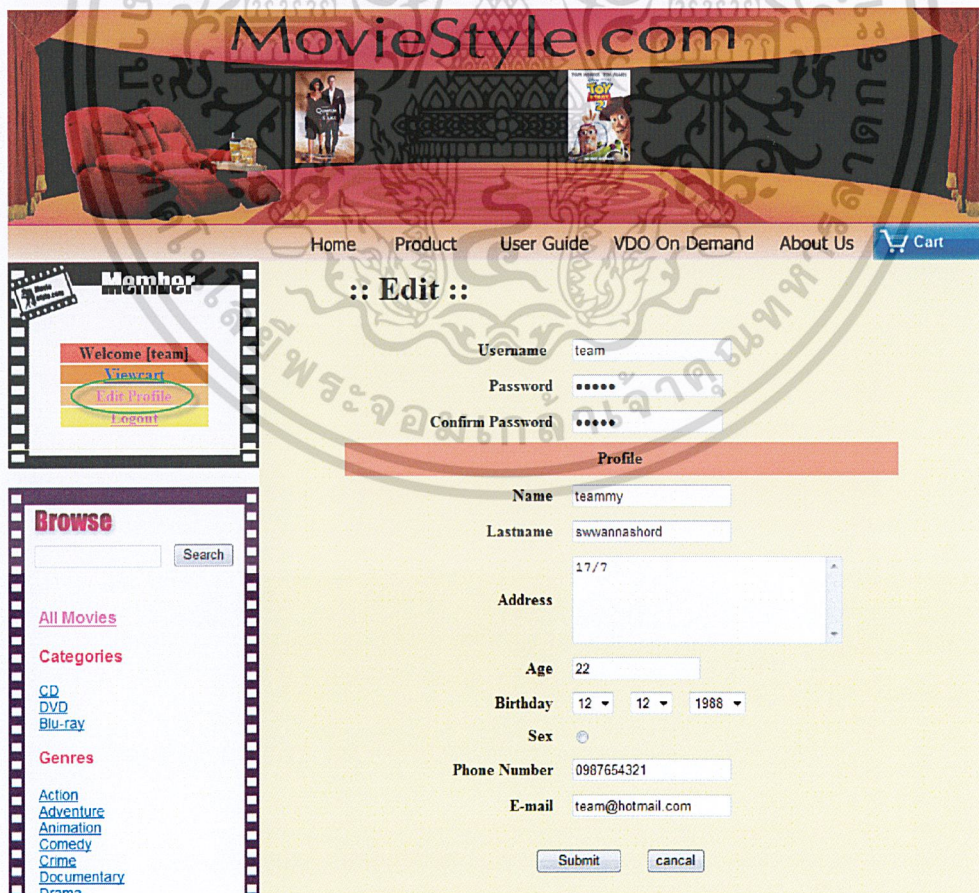 MovieStyle.com
Home Product User Guide VDO On Demand About Us Cart
Member
Welcome [team]
Viewcart
Edit Profile
Logout
:: Edit ::
Username team
Password •••••
Confirm Password •••••
Profile
Name teammy
Lastname swwannashord
Address 17/7
Age 22
Birthday 12 12 1988
Sex
Phone Number 0987654321
E-mail team@hotmail.com
Submit cancal
Browse
Search
All Movies
Categories
CD
DVD
Blu-ray
Genres
Action
Adventure
Animation
Comedy
Crime
Documentary
Drama